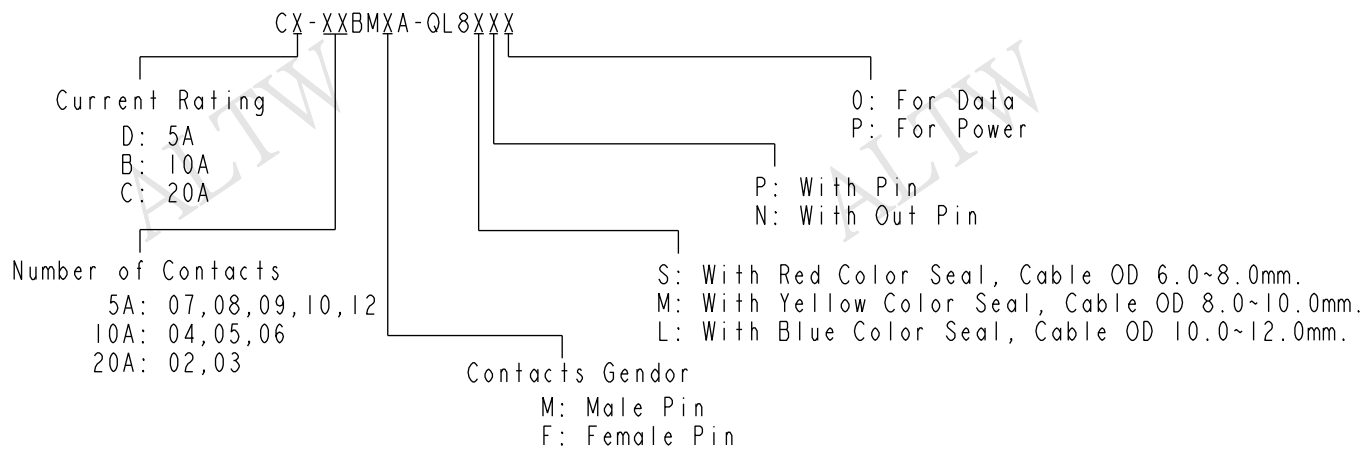 CX-XXBMXA-QL8XXX
Current Rating
D: 5A
B: 10A
C: 20A
Number of Contacts
5A: 07,08,09,10,12
10A: 04,05,06
20A: 02,03
Contacts Gendor
M: Male Pin
F: Female Pin
S: With Red Color Seal, Cable OD 6.0~8.0mm.
M: With Yellow Color Seal, Cable OD 8.0~10.0mm.
L: With Blue Color Seal, Cable OD 10.0~12.0mm.
P: With Pin
N: With Out Pin
O: For Data
P: For Power
ALTW
ALTW